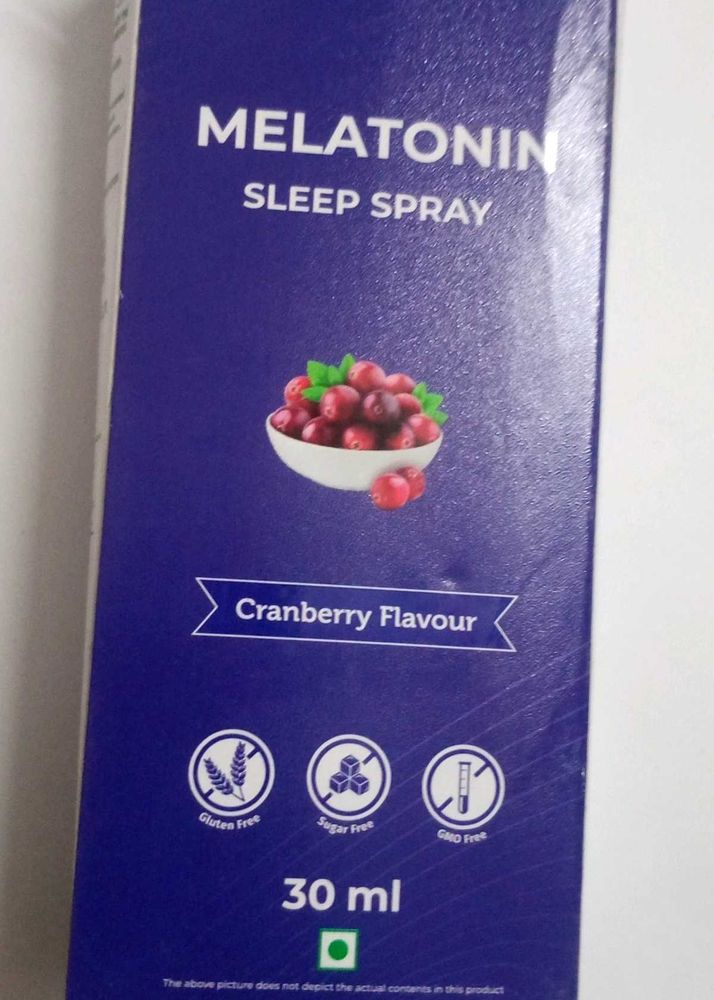 MELATONIN
SLEEP SPRAY
Cranberry Flavour
Gluten Free
Sugar Free
GMO Free
30 ml
The above picture does not depict the actual contents in this product